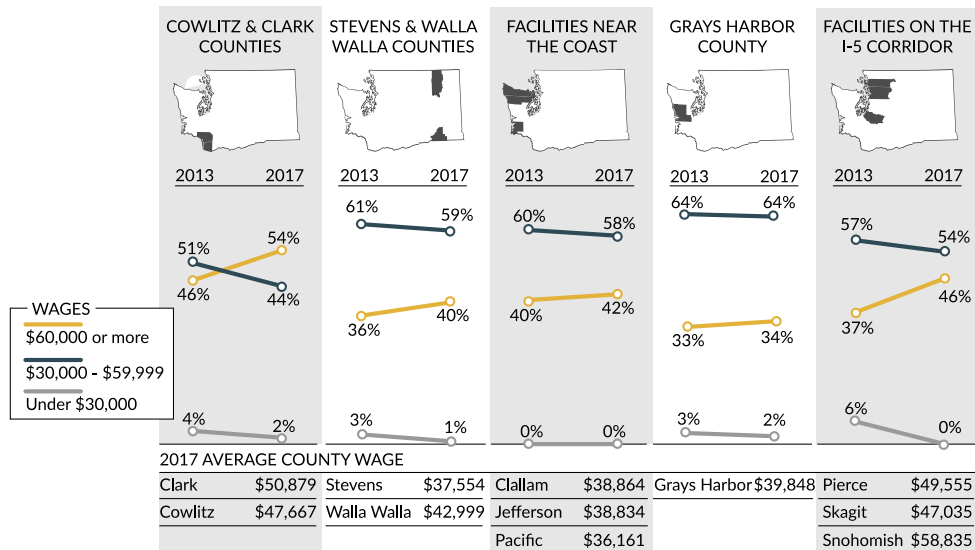 COWLITZ & CLARK
COUNTIES
STEVENS & WALLA
WALLA COUNTIES
FACILITIES NEAR
THE COAST
GRAYS HARBOR
COUNTY
FACILITIES ON THE
I-5 CORRIDOR
2013 2017
51% 54%
46% 44%
4% 2%
2013 2017
61% 59%
36% 40%
3% 1%
2013 2017
60% 58%
40% 42%
0% 0%
2013 2017
64% 64%
33% 34%
3% 2%
2013 2017
57% 54%
37% 46%
6% 0%
WAGES
$60,000 or more
$30,000 - $59,999
Under $30,000
2017 AVERAGE COUNTY WAGE
Clark $50,879
Cowlitz $47,667
Stevens $37,554
Walla Walla $42,999
Clallam $38,864
Jefferson $38,834
Pacific $36,161
Grays Harbor $39,848
Pierce $49,555
Skagit $47,035
Snohomish $58,835